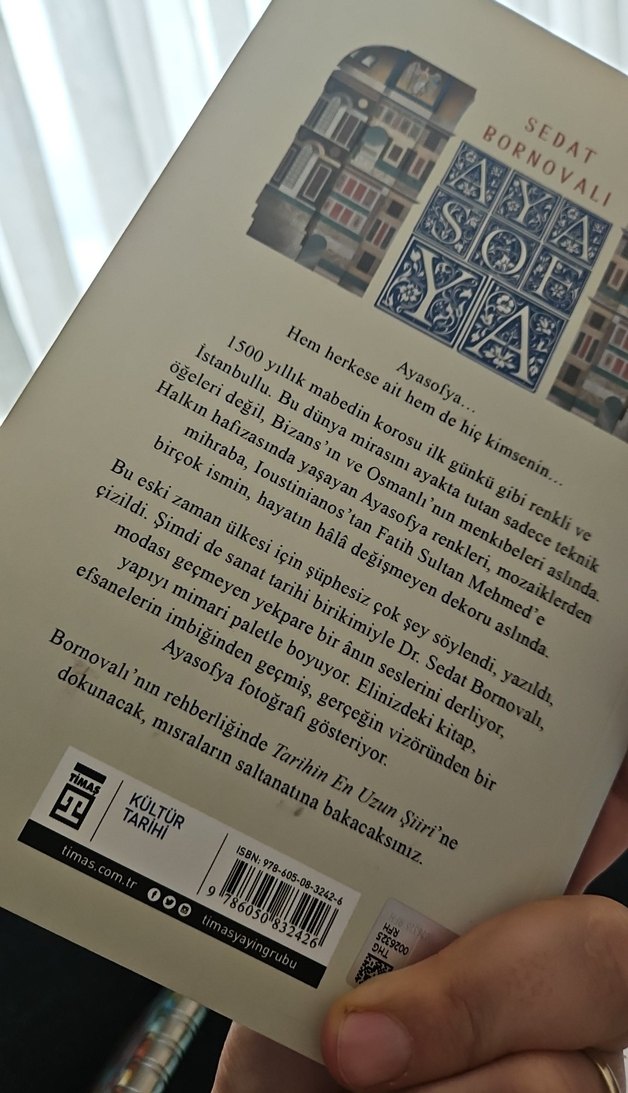 SEDAT
BORNOVALI
AYA
SOF
YA
Ayasofya...
Hem herkese ait hem de hiç kimsenin...
1500 yıllık mabedin korosu ilk günkü gibi renkli ve
İstanbullu. Bu dünya mirasını ayakta tutan sadece teknik
öğeleri değil, Bizans'ın ve Osmanlı'nın menkıbeleri aslında.
Halkın hafızasında yaşayan Ayasofya renkleri, mozaiklerden
mihraba, Ioustinianos'tan Fatih Sultan Mehmed'e
birçok ismin, hayatın hâlâ değişmeyen dekoru aslında.
Bu eski zaman ülkesi için şüphesiz çok şey söylendi, yazıldı,
çizildi. Şimdi de sanat tarihi birikimiyle Dr. Sedat Bornovalı,
modası geçmeyen yekpare bir ânın seslerini derliyor,
yapıyı mimari paletle boyuyor. Elinizdeki kitap,
efsanelerin imbiğinden geçmiş, gerçeğin vizöründen bir
Ayasofya fotoğrafı gösteriyor.
Bornovalı'nın rehberliğinde Tarihin En Uzun Şiiri'ne
dokunacak, mısraların saltanatına bakacaksınız.
TİMAŞ
KÜLTÜR
TARİHİ
ISBN: 978-605-08-3242-6
9 786050 832426
timas.com.tr
timasyayingrubu
THG
0026325
RFH